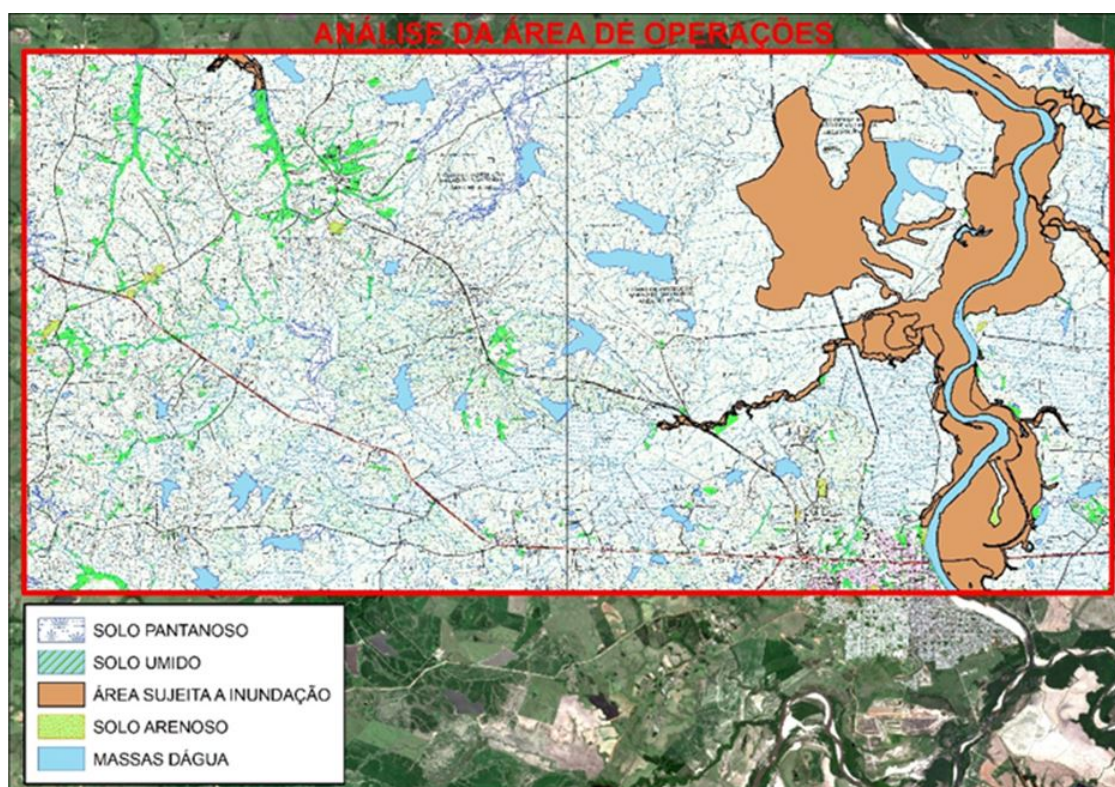 ANÁLISE DA ÁREA DE OPERAÇÕES
SOLO PANTANOSO
SOLO UMIDO
ÁREA SUJEITA A INUNDAÇÃO
SOLO ARENOSO
MASSAS DÁGUA